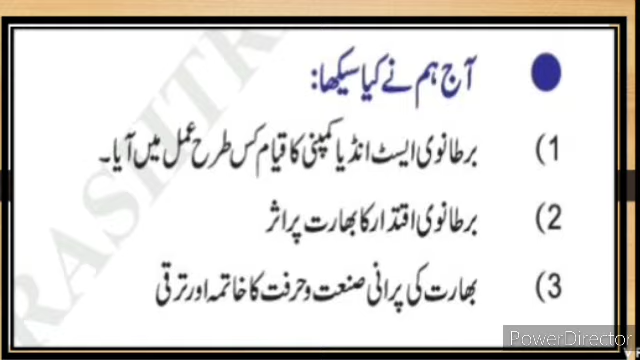 آج ہم نے کیا سیکھا:
1) برطانوی ایسٹ انڈیا کمپنی کا قیام کس طرح عمل میں آیا۔
2) برطانوی اقتدار کا بھارت پر اثر
3) بھارت کی پرانی صنعت و حرفت کا خاتمہ اور ترقی
PowerDirector